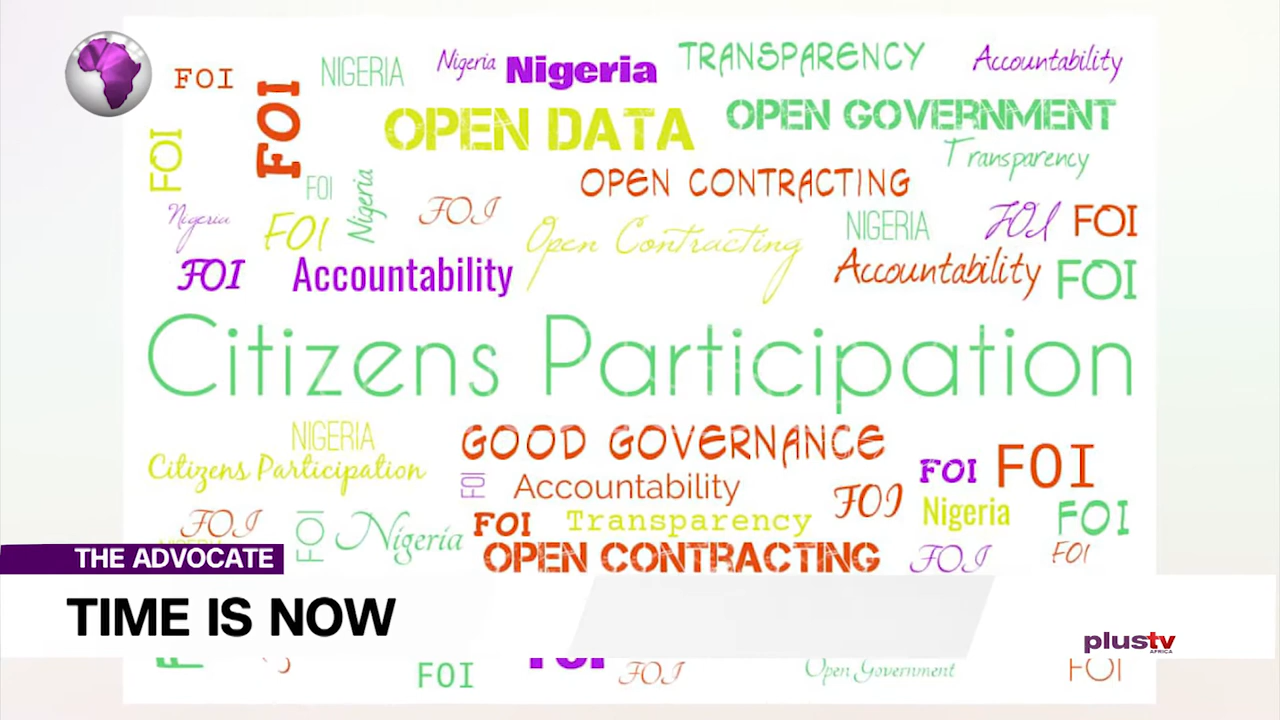 FOI
FOI
NIGERIA
Nigeria
Nigeria
TRANSPARENCY
Accountability
OPEN DATA
OPEN GOVERNMENT
FOI
Transparency
FOI
Nigeria
FOI
OPEN CONTRACTING
Nigeria
FOI
Open Contracting
NIGERIA
FOI
FOI
FOI
Accountability
Accountability
FOI
Citizens Participation
NIGERIA
GOOD GOVERNANCE
Citizens Participation
FOI
Accountability
FOI
FOI
FOI
FOI
FOI
Nigeria
FOI
Transparency
Nigeria
FOI
OPEN CONTRACTING
FOI
FOI
THE ADVOCATE
TIME IS NOW
plustv
AFRICA
FOI
FOI
Open Government
FOI